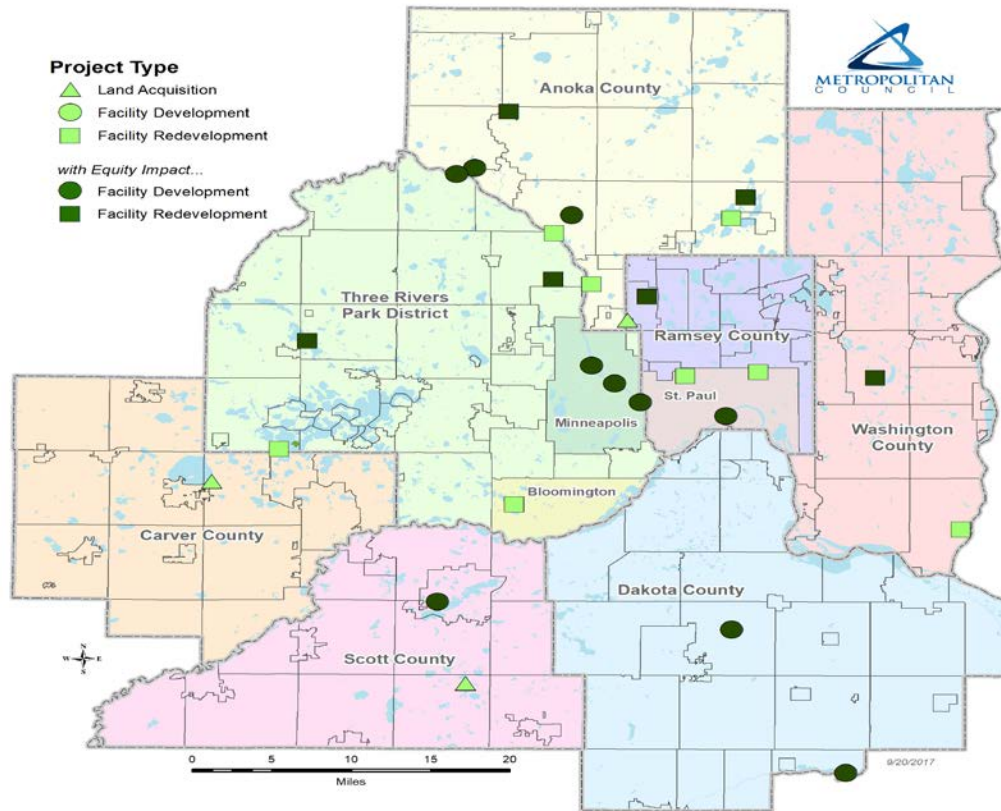 Project Type
Land Acquisition
Facility Development
Facility Redevelopment
with Equity Impact...
Facility Development
Facility Redevelopment
METROPOLITAN
COUNCIL
Anoka County
Three Rivers
Park District
Ramsey County
Minneapolis
St. Paul
Washington
County
Bloomington
Carver County
Dakota County
Scott County
N
W
E
S
0 5 10 15 20
Miles
9/20/2017